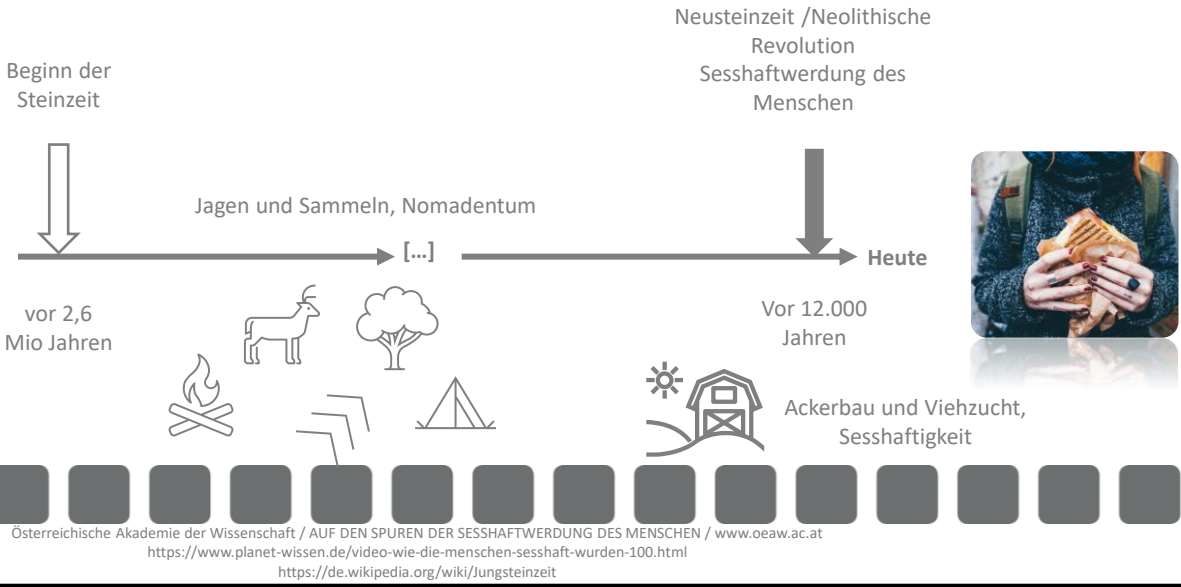 Neusteinzeit /Neolithische
Revolution
Sesshaftwerdung des
Menschen
Beginn der
Steinzeit
Jagen und Sammeln, Nomadentum
[...]
Heute
vor 2,6
Mio Jahren
Vor 12.000
Jahren
Ackerbau und Viehzucht,
Sesshaftigkeit
Österreichische Akademie der Wissenschaft / AUF DEN SPUREN DER SESSHAFTWERDUNG DES MENSCHEN / www.oeaw.ac.at
https://www.planet-wissen.de/video-wie-die-menschen-sesshaft-wurden-100.html
https://de.wikipedia.org/wiki/Jungsteinzeit